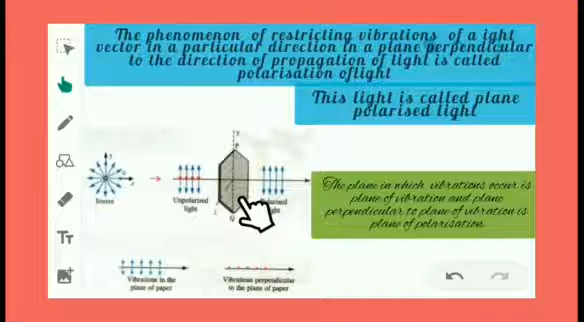 The phenomenon of restricting vibrations of a ight
vector in a particular direction in a plane perpendicular
to the direction of propagation of light is called
polarisation oflight
This light is called plane
polarised light
The plane in which vibrations occur is
plane of vibration and plane
perpendicular to plane of vibration is
plane of polarisation
Source
Unpolarised
light
Vibrations in the
plane of paper
Vibrations perpendicular
to the plane of paper
P
Q
TT